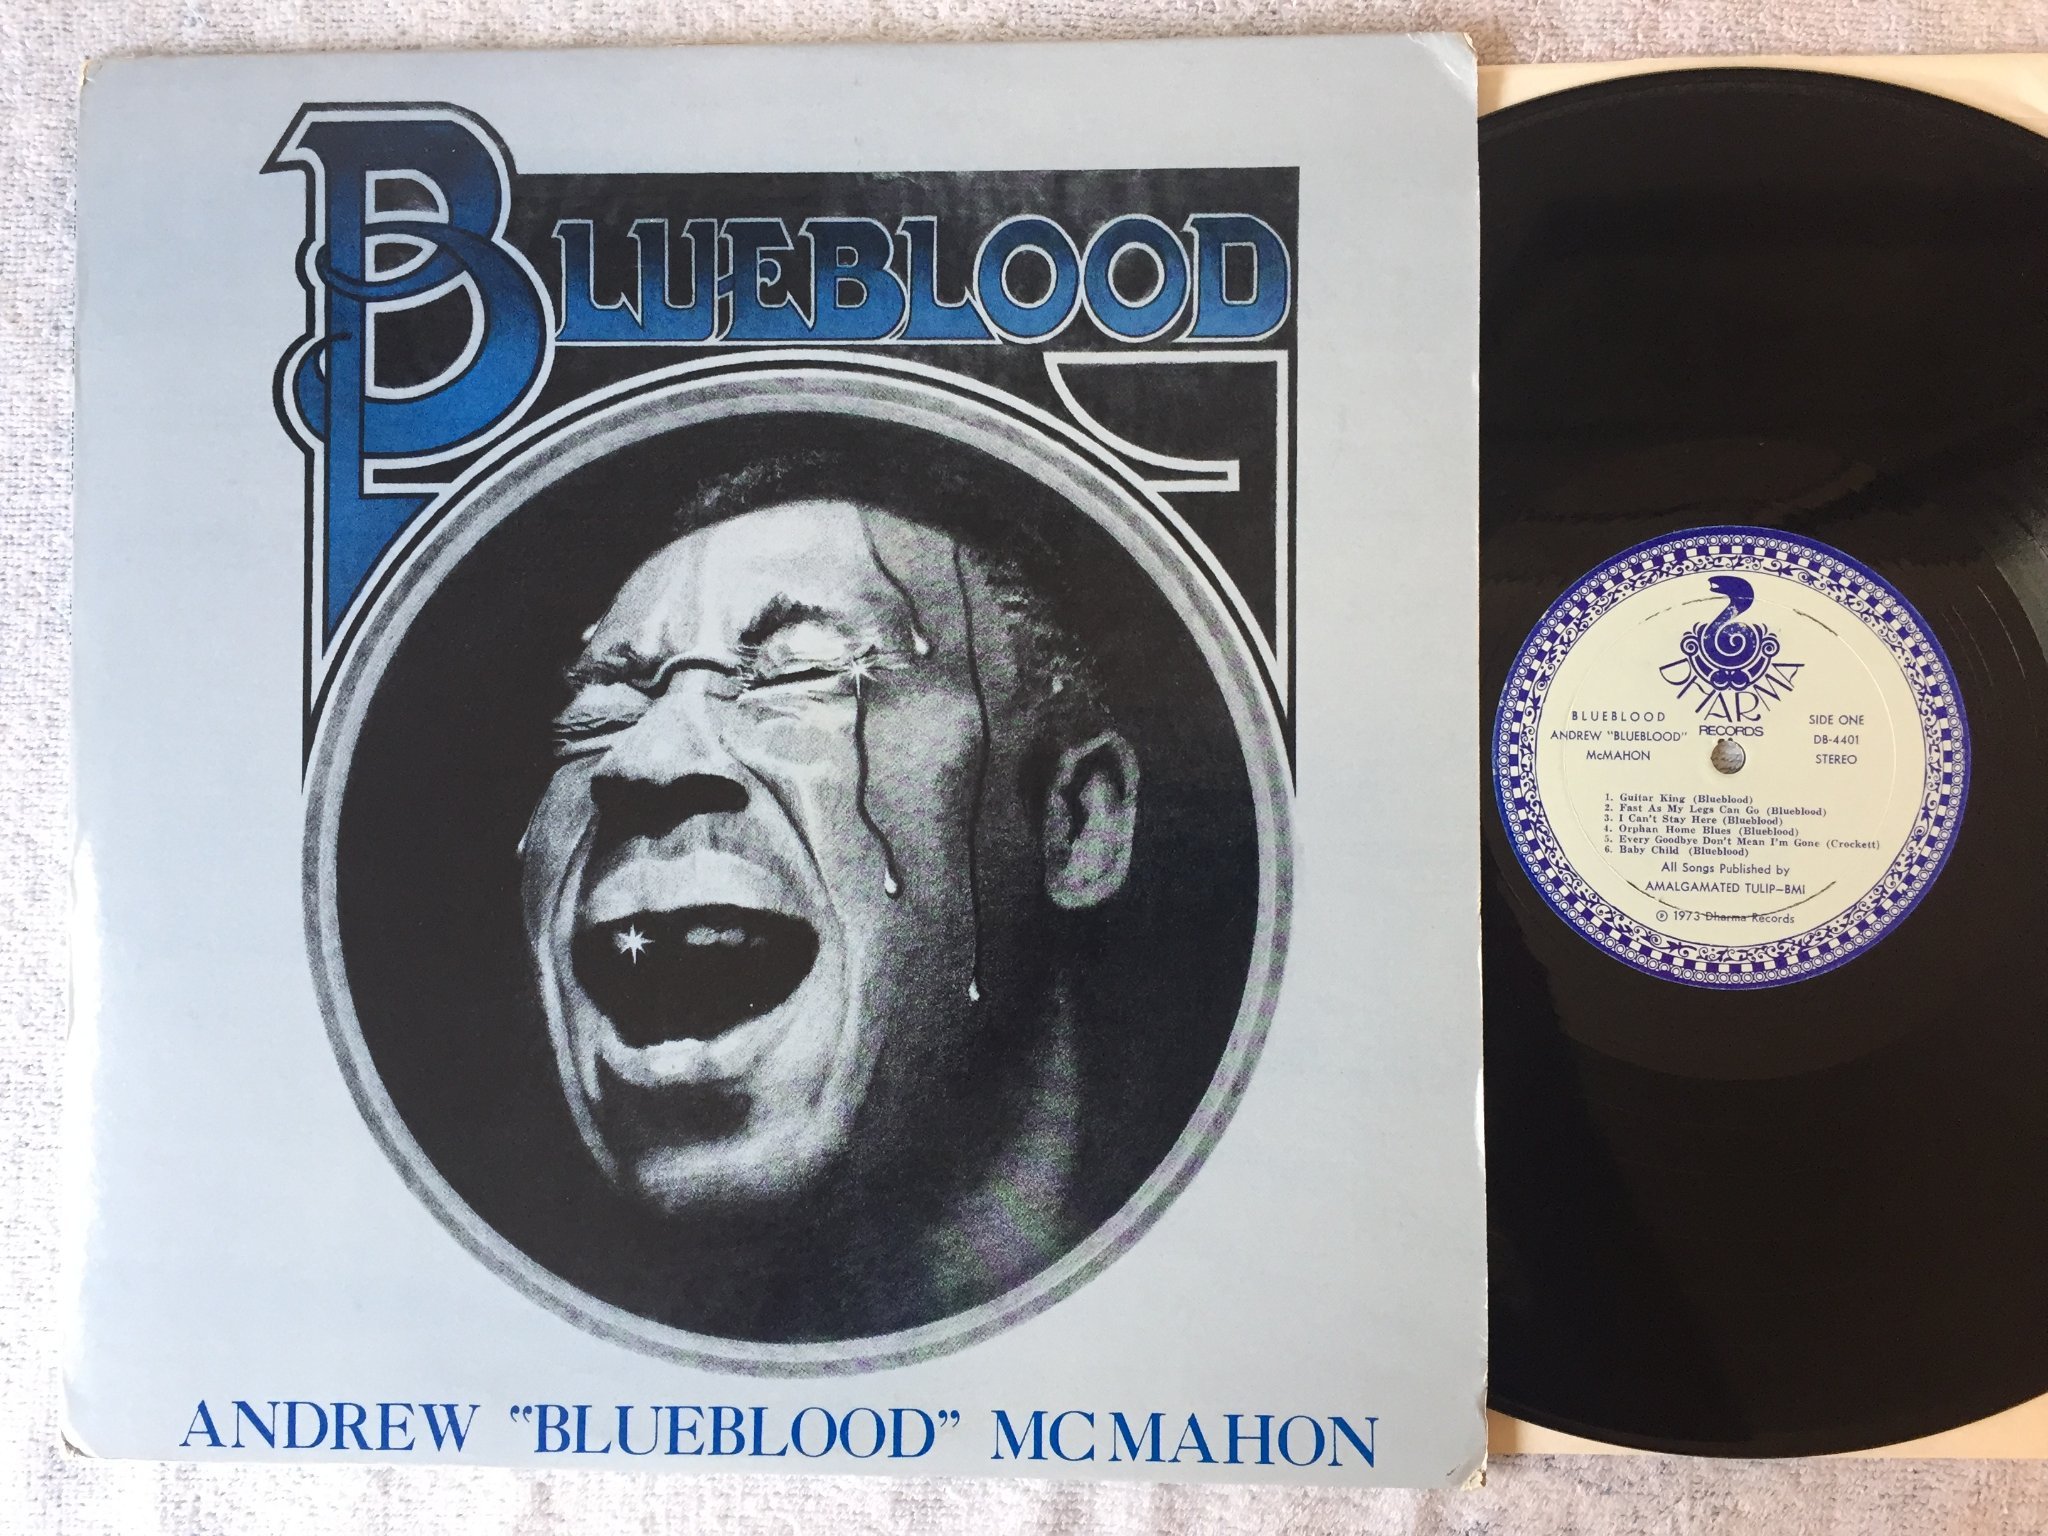 BLUEBLOOD
ANDREW “BLUEBLOOD” MC MAHON
DHARMA
RECORDS
BLUEBLOOD
ANDREW "BLUEBLOOD"
McMAHON
SIDE ONE
DB-4401
STEREO
1. Guitar King (Blueblood)
2. Fast As My Legs Can Go (Blueblood)
3. I Can't Stay Here (Blueblood)
4. Orphan Home Blues (Blueblood)
5. Every Goodbye Don't Mean I'm Gone (Crockett)
6. Baby Child (Blueblood)
All Songs Published by
AMALGAMATED TULIP–BMI
℗ 1973 Dharma Records